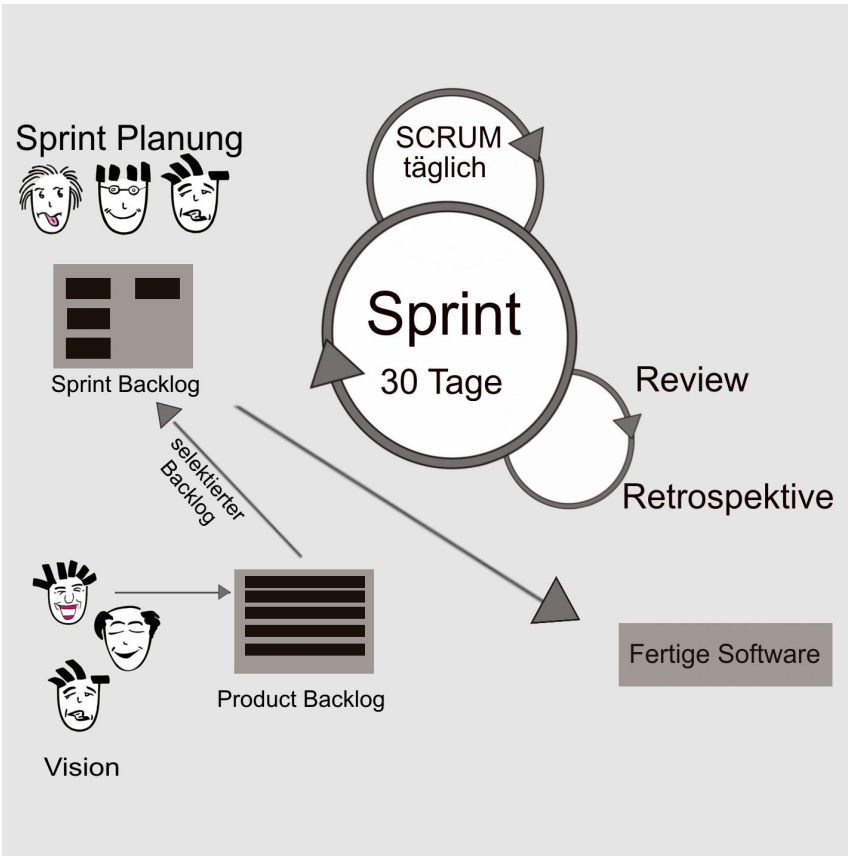 Sprint Planung
SCRUM
täglich
Sprint
30 Tage
Sprint Backlog
Review
Retrospektive
selektierter
Backlog
Fertige Software
Product Backlog
Vision